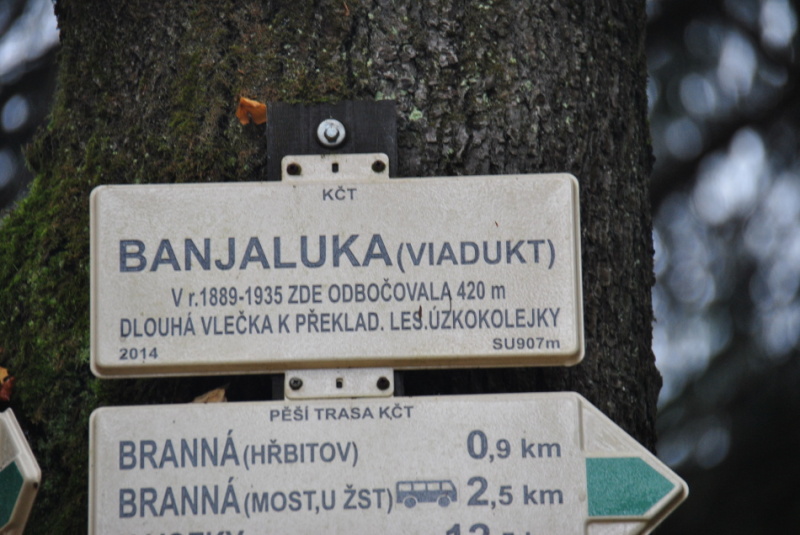 KČT
BANJALUKA (VIADUKT)
V r.1889-1935 ZDE ODBOČOVALA 420 m
DLOUHÁ VLEČKA K PŘEKLAD. LES.ÚZKOKOLEJKY
2014 SU907m
PĚŠÍ TRASA KČT
BRANNÁ (HŘBITOV) 0,9 km
BRANNÁ (MOST,U ŽST) 2,5 km